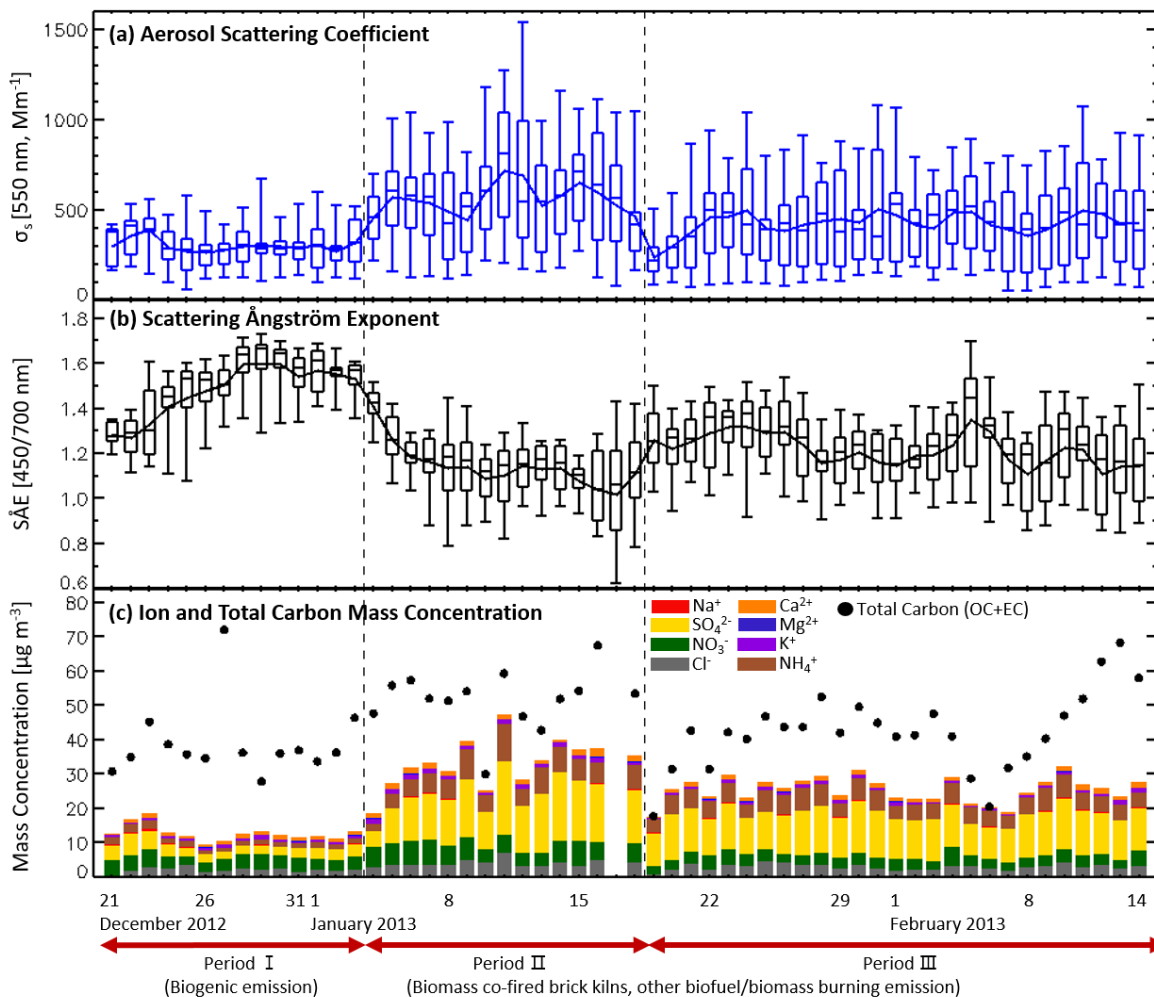 (a) Aerosol Scattering Coefficient
σs [550 nm, Mm-1]
1500
1000
500
0
(b) Scattering Ångström Exponent
SÅE [450/700 nm]
1.8
1.6
1.4
1.2
1.0
0.8
0.6
(c) Ion and Total Carbon Mass Concentration
Mass Concentration [µg m-3]
80
70
60
50
40
30
20
10
0
Na+ Ca2+ Total Carbon (OC+EC)
SO42- Mg2+
NO3- K+
Cl- NH4+
21 26 31 1 8 15 22 29 1 8 14
December 2012 January 2013 February 2013
Period Ⅰ Period Ⅱ Period Ⅲ
(Biogenic emission) (Biomass co-fired brick kilns, other biofuel/biomass burning emission)